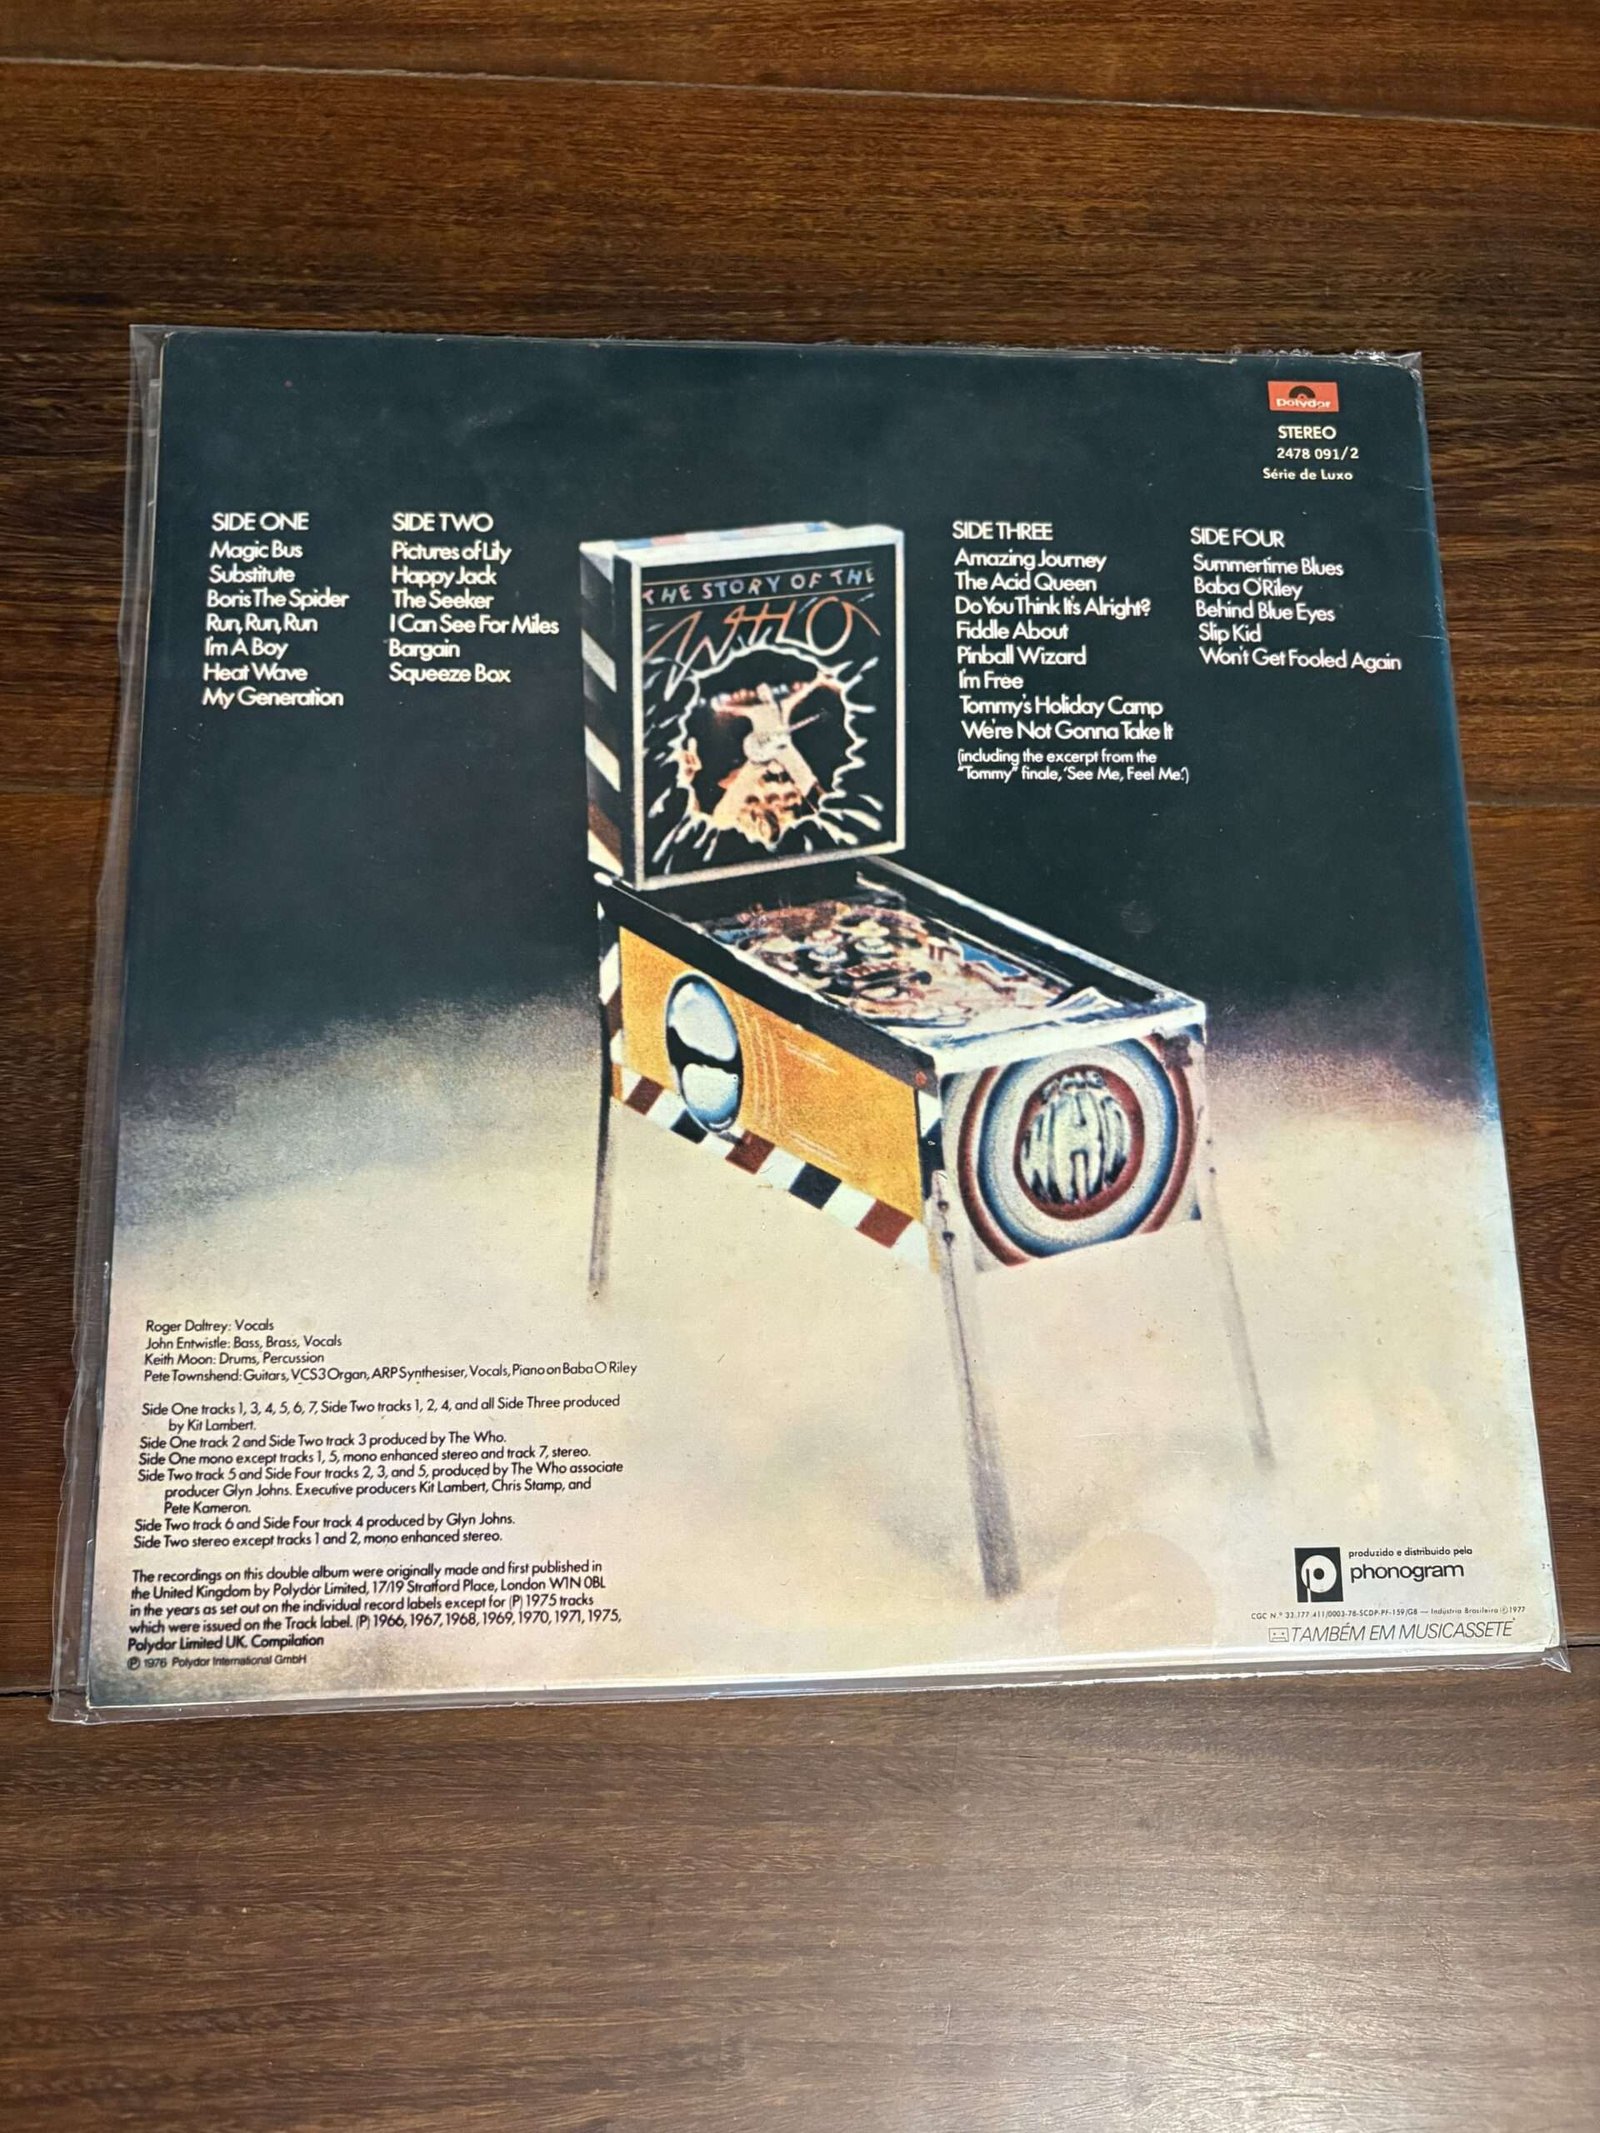 Polydor
STEREO
2478 091/2
Série de Luxo
SIDE ONE
Magic Bus
Substitute
Boris The Spider
Run, Run, Run
I'm A Boy
Heat Wave
My Generation
SIDE TWO
Pictures of Lily
Happy Jack
The Seeker
I Can See For Miles
Bargain
Squeeze Box
THE STORY OF THE
WHO
SIDE THREE
Amazing Journey
The Acid Queen
Do You Think It's Alright?
Fiddle About
Pinball Wizard
I'm Free
Tommy's Holiday Camp
We're Not Gonna Take It
(including the excerpt from the
"Tommy" finale, 'See Me, Feel Me.')
SIDE FOUR
Summertime Blues
Baba O'Riley
Behind Blue Eyes
Slip Kid
Won't Get Fooled Again
THE
WHO
Roger Daltrey: Vocals
John Entwistle: Bass, Brass, Vocals
Keith Moon: Drums, Percussion
Pete Townshend: Guitars, VCS3 Organ, ARP Synthesiser, Vocals, Piano on Baba O Riley
Side One tracks 1, 3, 4, 5, 6, 7, Side Two tracks 1, 2, 4, and all Side Three produced
by Kit Lambert.
Side One track 2 and Side Two track 3 produced by The Who.
Side One mono except tracks 1, 5, mono enhanced stereo and track 7, stereo.
Side Two track 5 and Side Four tracks 2, 3, and 5, produced by The Who associate
producer Glyn Johns. Executive producers Kit Lambert, Chris Stamp, and
Pete Kameron.
Side Two track 6 and Side Four track 4 produced by Glyn Johns.
Side Two stereo except tracks 1 and 2, mono enhanced stereo.
The recordings on this double album were originally made and first published in
the United Kingdom by Polydor Limited, 17/19 Stratford Place, London W1N 0BL
in the years as set out on the individual record labels except for (P) 1975 tracks
which were issued on the Track label. (P) 1966, 1967, 1968, 1969, 1970, 1971, 1975,
Polydor Limited UK. Compilation
℗ 1976 Polydor International GmbH
produzido e distribuido pela
phonogram
CGC N.º 33.177.411/0003-78-SCDP-PF-159/GB — Indústria Brasileira ℗ 1977
TAMBÉM EM MUSICASSETE